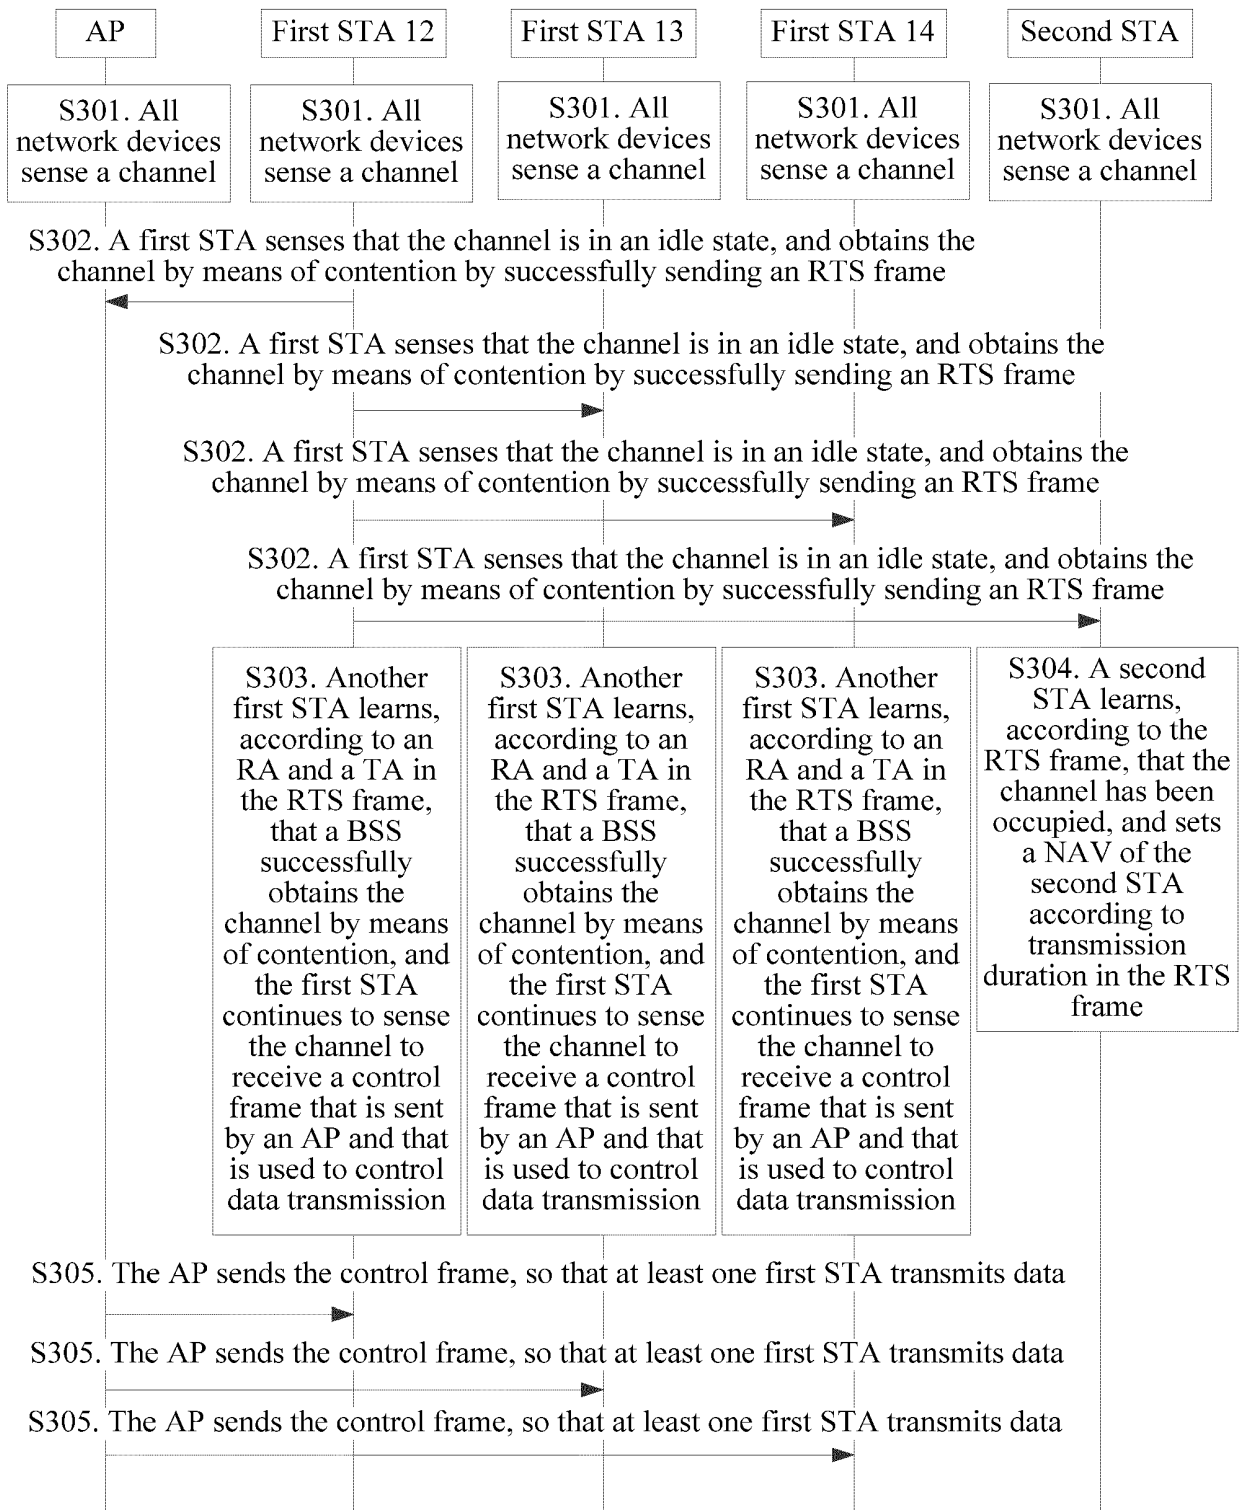 AP
First STA 12
First STA 13
First STA 14
Second STA
S301. All
network devices
sense a channel
S301. All
network devices
sense a channel
S301. All
network devices
sense a channel
S301. All
network devices
sense a channel
S301. All
network devices
sense a channel
S302. A first STA senses that the channel is in an idle state, and obtains the
channel by means of contention by successfully sending an RTS frame
S302. A first STA senses that the channel is in an idle state, and obtains the
channel by means of contention by successfully sending an RTS frame
S302. A first STA senses that the channel is in an idle state, and obtains the
channel by means of contention by successfully sending an RTS frame
S302. A first STA senses that the channel is in an idle state, and obtains the
channel by means of contention by successfully sending an RTS frame
S303. Another
first STA learns,
according to an
RA and a TA in
the RTS frame,
that a BSS
successfully
obtains the
channel by means
of contention, and
the first STA
continues to sense
the channel to
receive a control
frame that is sent
by an AP and that
is used to control
data transmission
S303. Another
first STA learns,
according to an
RA and a TA in
the RTS frame,
that a BSS
successfully
obtains the
channel by means
of contention, and
the first STA
continues to sense
the channel to
receive a control
frame that is sent
by an AP and that
is used to control
data transmission
S303. Another
first STA learns,
according to an
RA and a TA in
the RTS frame,
that a BSS
successfully
obtains the
channel by means
of contention, and
the first STA
continues to sense
the channel to
receive a control
frame that is sent
by an AP and that
is used to control
data transmission
S304. A second
STA learns,
according to the
RTS frame, that the
channel has been
occupied, and sets
a NAV of the
second STA
according to
transmission
duration in the RTS
frame
S305. The AP sends the control frame, so that at least one first STA transmits data
S305. The AP sends the control frame, so that at least one first STA transmits data
S305. The AP sends the control frame, so that at least one first STA transmits data